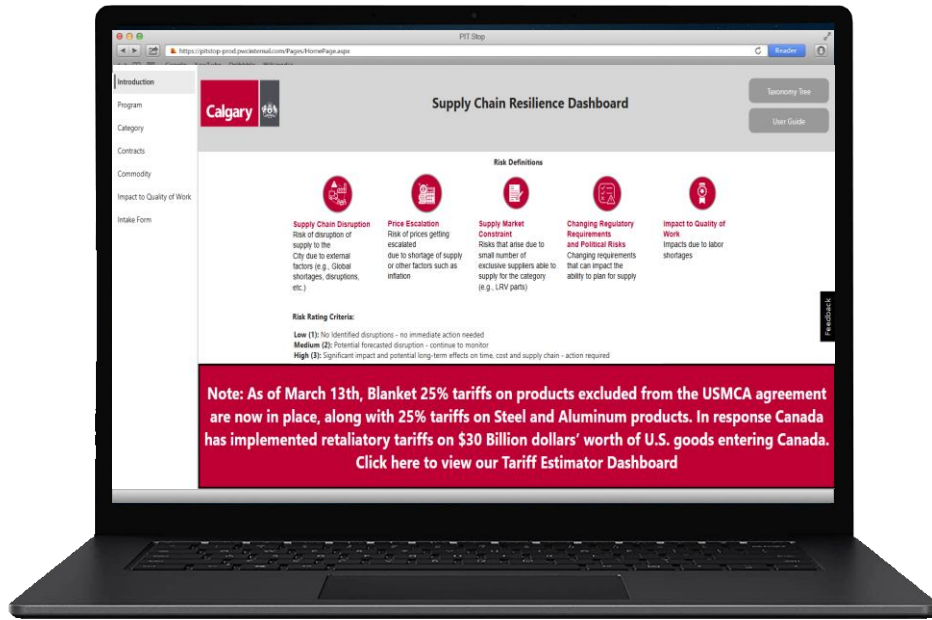 PIT Stop
https://pitstop-prod.pwcinternal.com/Pages/HomePage.aspx
Reader
Introduction
Program
Category
Contracts
Commodity
Impact to Quality of Work
Intake Form
Calgary
Supply Chain Resilience Dashboard
Taxonomy Tree
User Guide
Risk Definitions
Supply Chain Disruption
Risk of disruption of
supply to the
City due to external
factors (e.g., Global
shortages, disruptions,
etc.)
Price Escalation
Risk of prices getting
escalated
due to shortage of supply
or other factors such as
inflation
Supply Market
Constraint
Risks that arise due to
small number of
exclusive suppliers able to
supply for the category
(e.g., LRV parts)
Changing Regulatory
Requirements
and Political Risks
Changing requirements
that can impact the
ability to plan for supply
Impact to Quality of
Work
Impacts due to labor
shortages
Feedback
Risk Rating Criteria:
Low (1): No Identified disruptions - no immediate action needed
Medium (2): Potential forecasted disruption - continue to monitor
High (3): Significant impact and potential long-term effects on time, cost and supply chain - action required
Note: As of March 13th, Blanket 25% tariffs on products excluded from the USMCA agreement
are now in place, along with 25% tariffs on Steel and Aluminum products. In response Canada
has implemented retaliatory tariffs on $30 Billion dollars' worth of U.S. goods entering Canada.
Click here to view our Tariff Estimator Dashboard